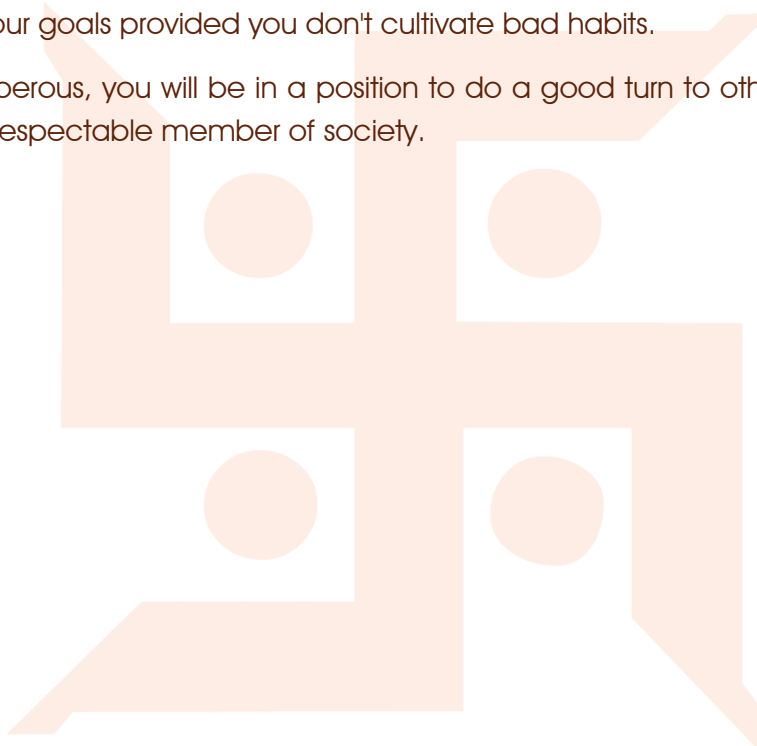 our goals provided you don't cultivate bad habits.
perous, you will be in a position to do a good turn to oth
espectable member of society.